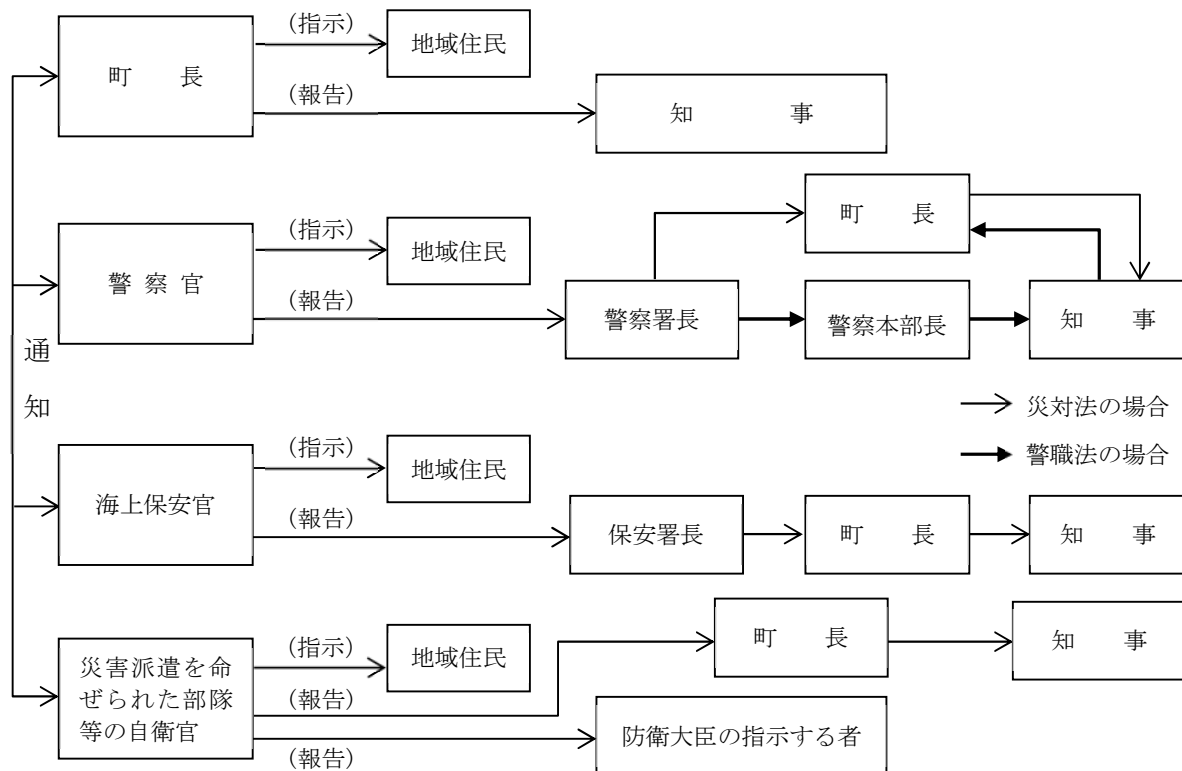 （指示）
地域住民
町　長
（報告）
知　事
町　長
（指示）
地域住民
警察官
（報告）
警察署長
警察本部長
知　事
通知
災対法の場合
警職法の場合
（指示）
地域住民
海上保安官
（報告）
保安署長
町　長
知　事
町　長
知　事
災害派遣を命
ぜられた部隊
等の自衛官
（指示）
地域住民
（報告）
（報告）
防衛大臣の指示する者